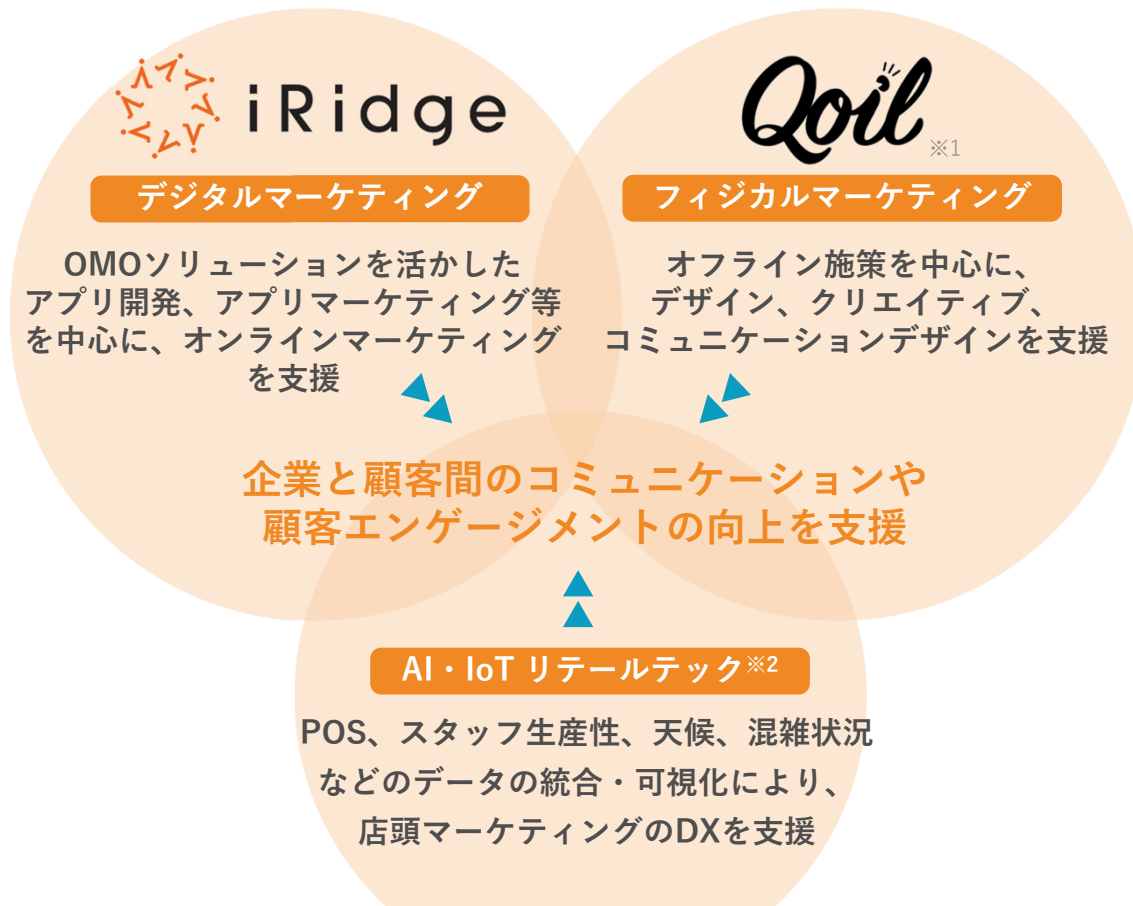 iRidge
デジタルマーケティング
OMOソリューションを活かした
アプリ開発、アプリマーケティング等
を中心に、オンラインマーケティング
を支援
Qoil ※1
フィジカルマーケティング
オフライン施策を中心に、
デザイン、クリエイティブ、
コミュニケーションデザインを支援
企業と顧客間のコミュニケーションや
顧客エンゲージメントの向上を支援
AI・IoT リテールテック※2
POS、スタッフ生産性、天候、混雑状況
などのデータの統合・可視化により、
店頭マーケティングのDXを支援